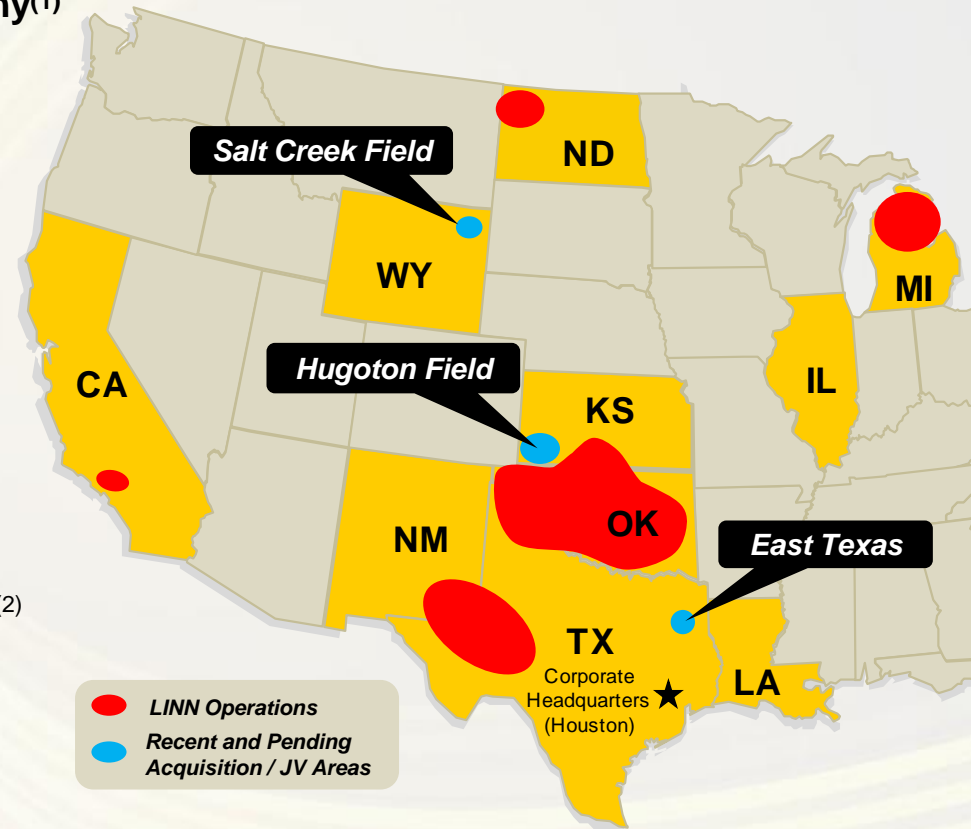 ny(1)
Salt Creek Field
ND
WY
MI
Hugoton Field
CA
KS
IL
NM
OK
East Texas
(2)
TX
Corporate
Headquarters
(Houston)
LA
LINN Operations
Recent and Pending
Acquisition / JV Areas